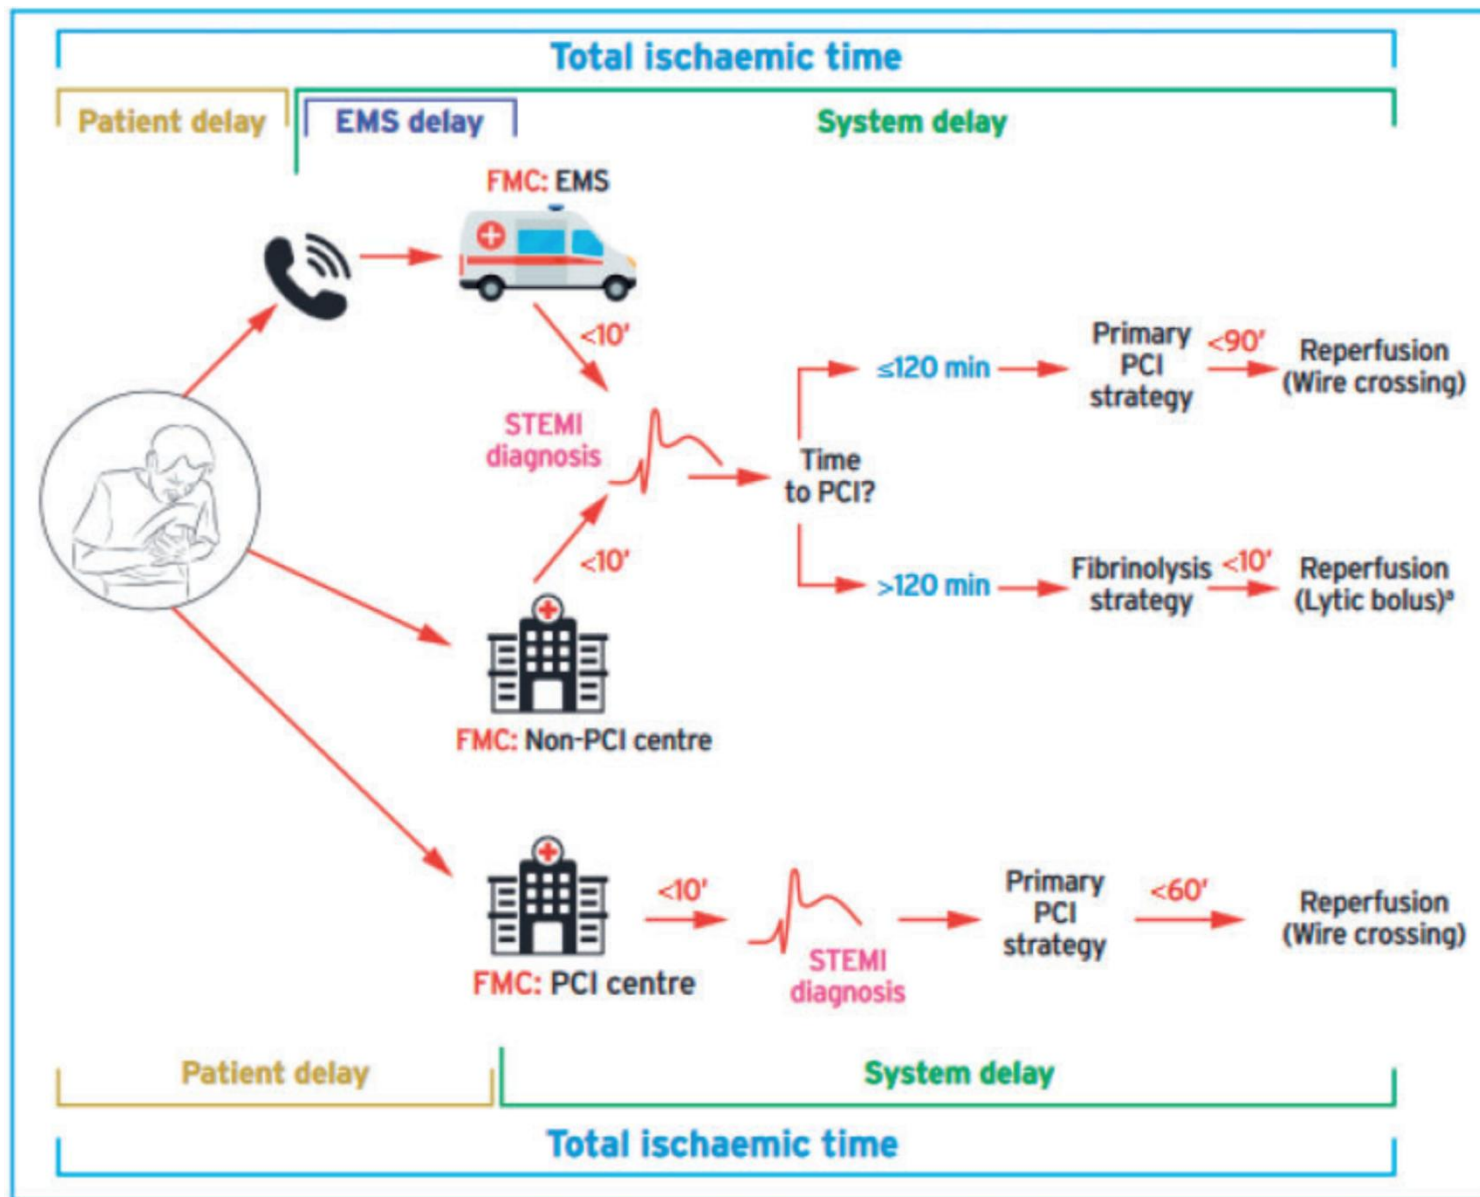 Total ischaemic time
Patient delay
EMS delay
System delay
FMC: EMS
<10′
STEMI
diagnosis
<10′
FMC: Non-PCI centre
Time
to PCI?
≤120 min
Primary
PCI
strategy
<90′
Reperfusion
(Wire crossing)
>120 min
Fibrinolysis
strategy
<10′
Reperfusion
(Lytic bolus)ᵃ
FMC: PCI centre
<10′
STEMI
diagnosis
Primary
PCI
strategy
<60′
Reperfusion
(Wire crossing)
Patient delay
System delay
Total ischaemic time